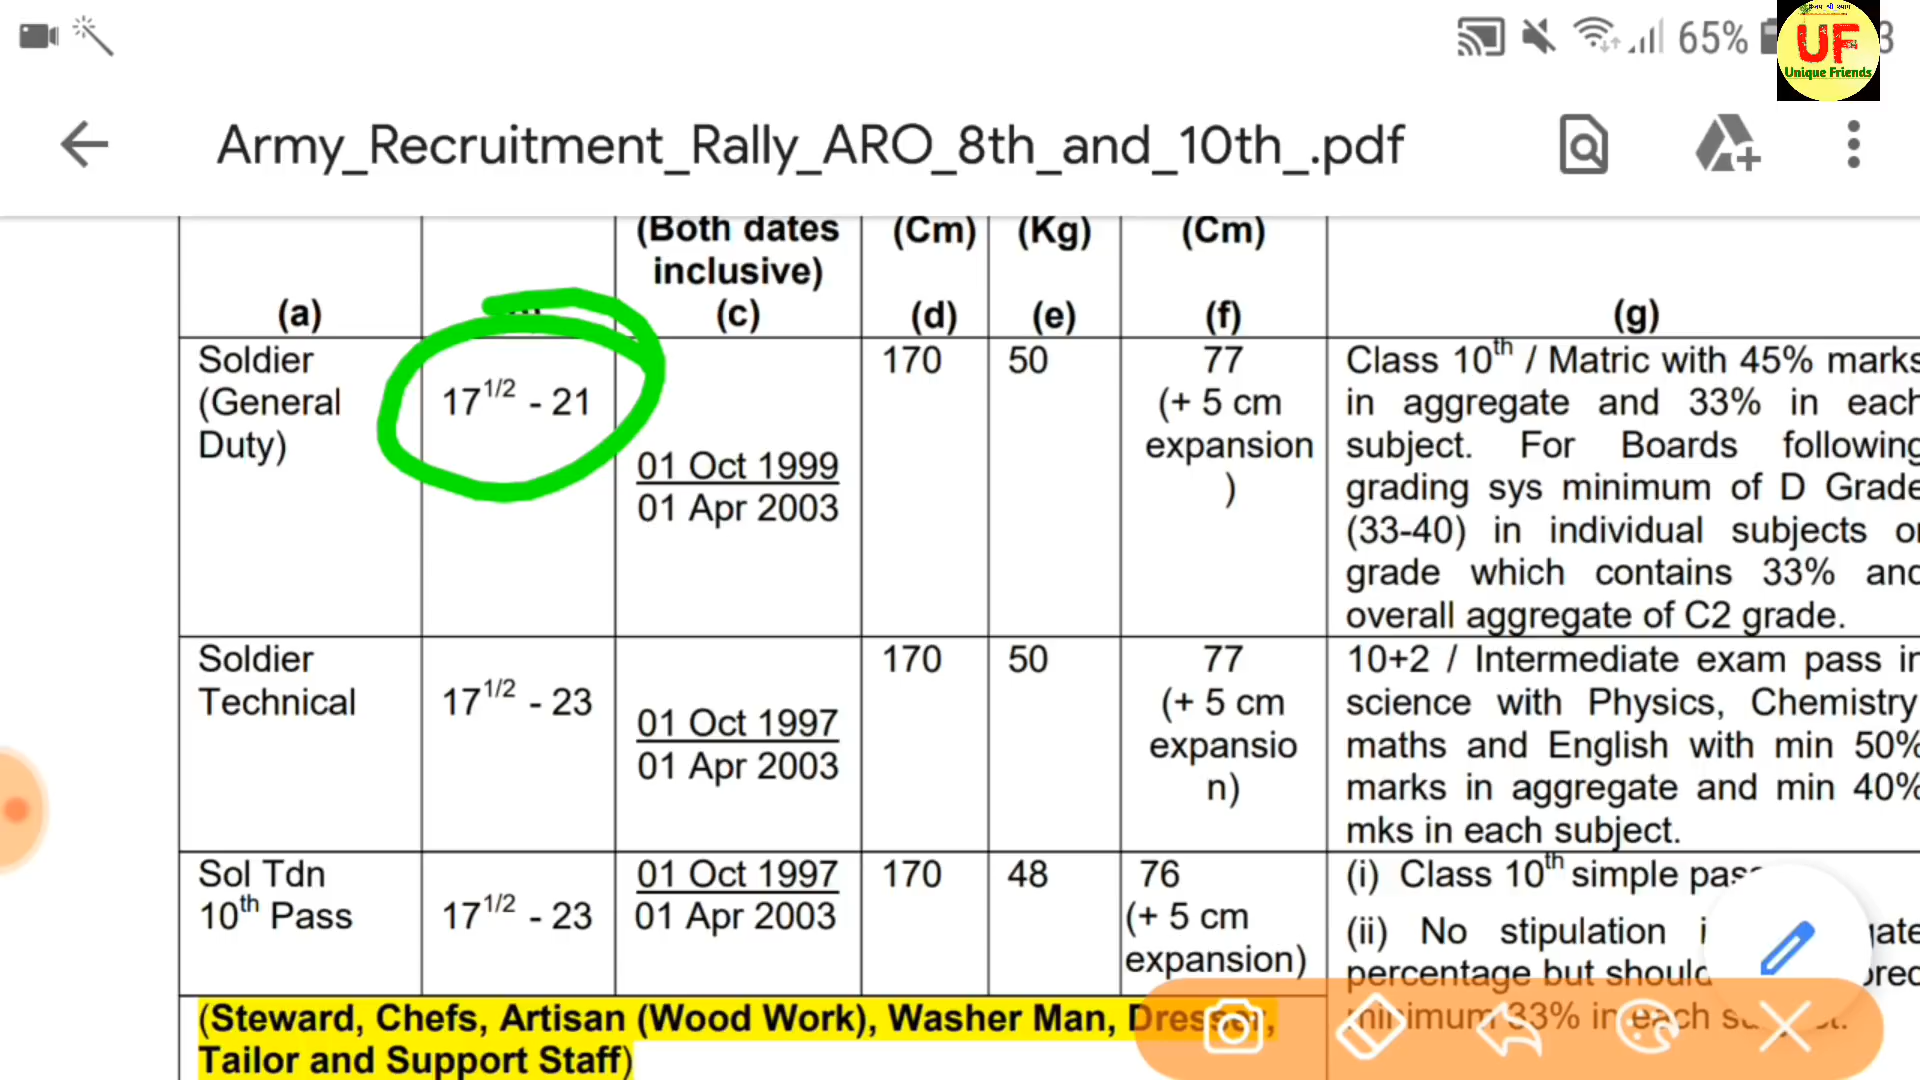 65%
UF
Unique Friends
Army_Recruitment_Rally_ARO_8th_and_10th_.pdf
(Both dates inclusive)
(Cm)
(Kg)
(Cm)
(a)
(c)
(d)
(e)
(f)
(g)
Soldier
(General
Duty)
17 1/2 - 21
01 Oct 1999
01 Apr 2003
170
50
77
(+ 5 cm
expansion
)
Class 10th / Matric with 45% marks
in aggregate and 33% in each
subject. For Boards following
grading sys minimum of D Grade
(33-40) in individual subjects or
grade which contains 33% and
overall aggregate of C2 grade.
Soldier
Technical
17 1/2 - 23
01 Oct 1997
01 Apr 2003
170
50
77
(+ 5 cm
expansio
n)
10+2 / Intermediate exam pass in
science with Physics, Chemistry
maths and English with min 50%
marks in aggregate and min 40%
mks in each subject.
Sol Tdn
10th Pass
17 1/2 - 23
01 Oct 1997
01 Apr 2003
170
48
76
(+ 5 cm
expansion)
(i) Class 10th simple pass
(ii) No stipulation
percentage but should
minimum 33% in each
(Steward, Chefs, Artisan (Wood Work), Washer Man, Dresser,
Tailor and Support Staff)